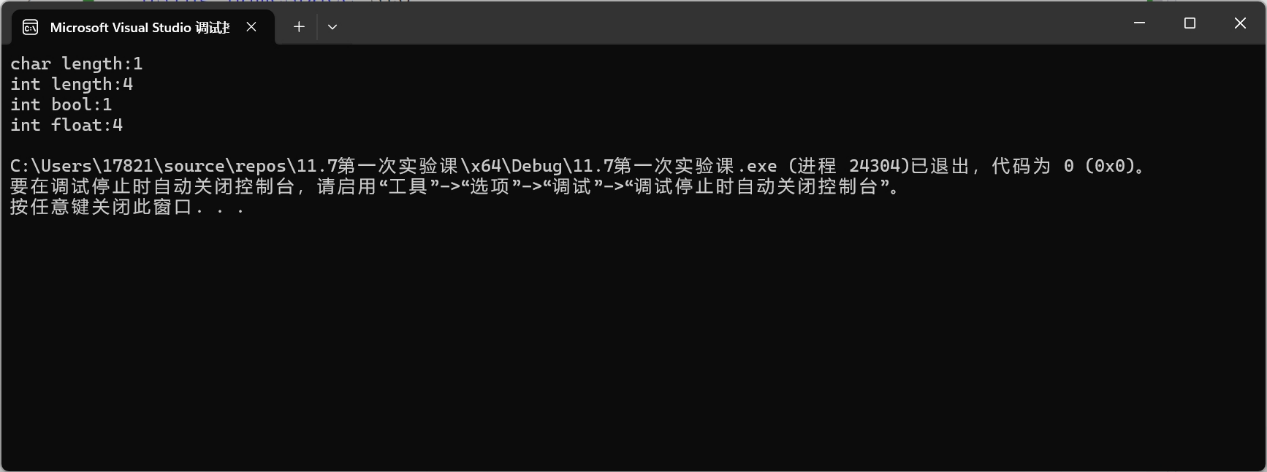 Microsoft Visual Studio 调试
char length:1
int length:4
int bool:1
int float:4
C:\Users\17821\source\repos\11.7第一次实验课\x64\Debug\11.7第一次实验课.exe (进程 24304)已退出，代码为 0 (0x0)。
要在调试停止时自动关闭控制台，请启用“工具”->“选项”->“调试”->“调试停止时自动关闭控制台”。
按任意键关闭此窗口. . .